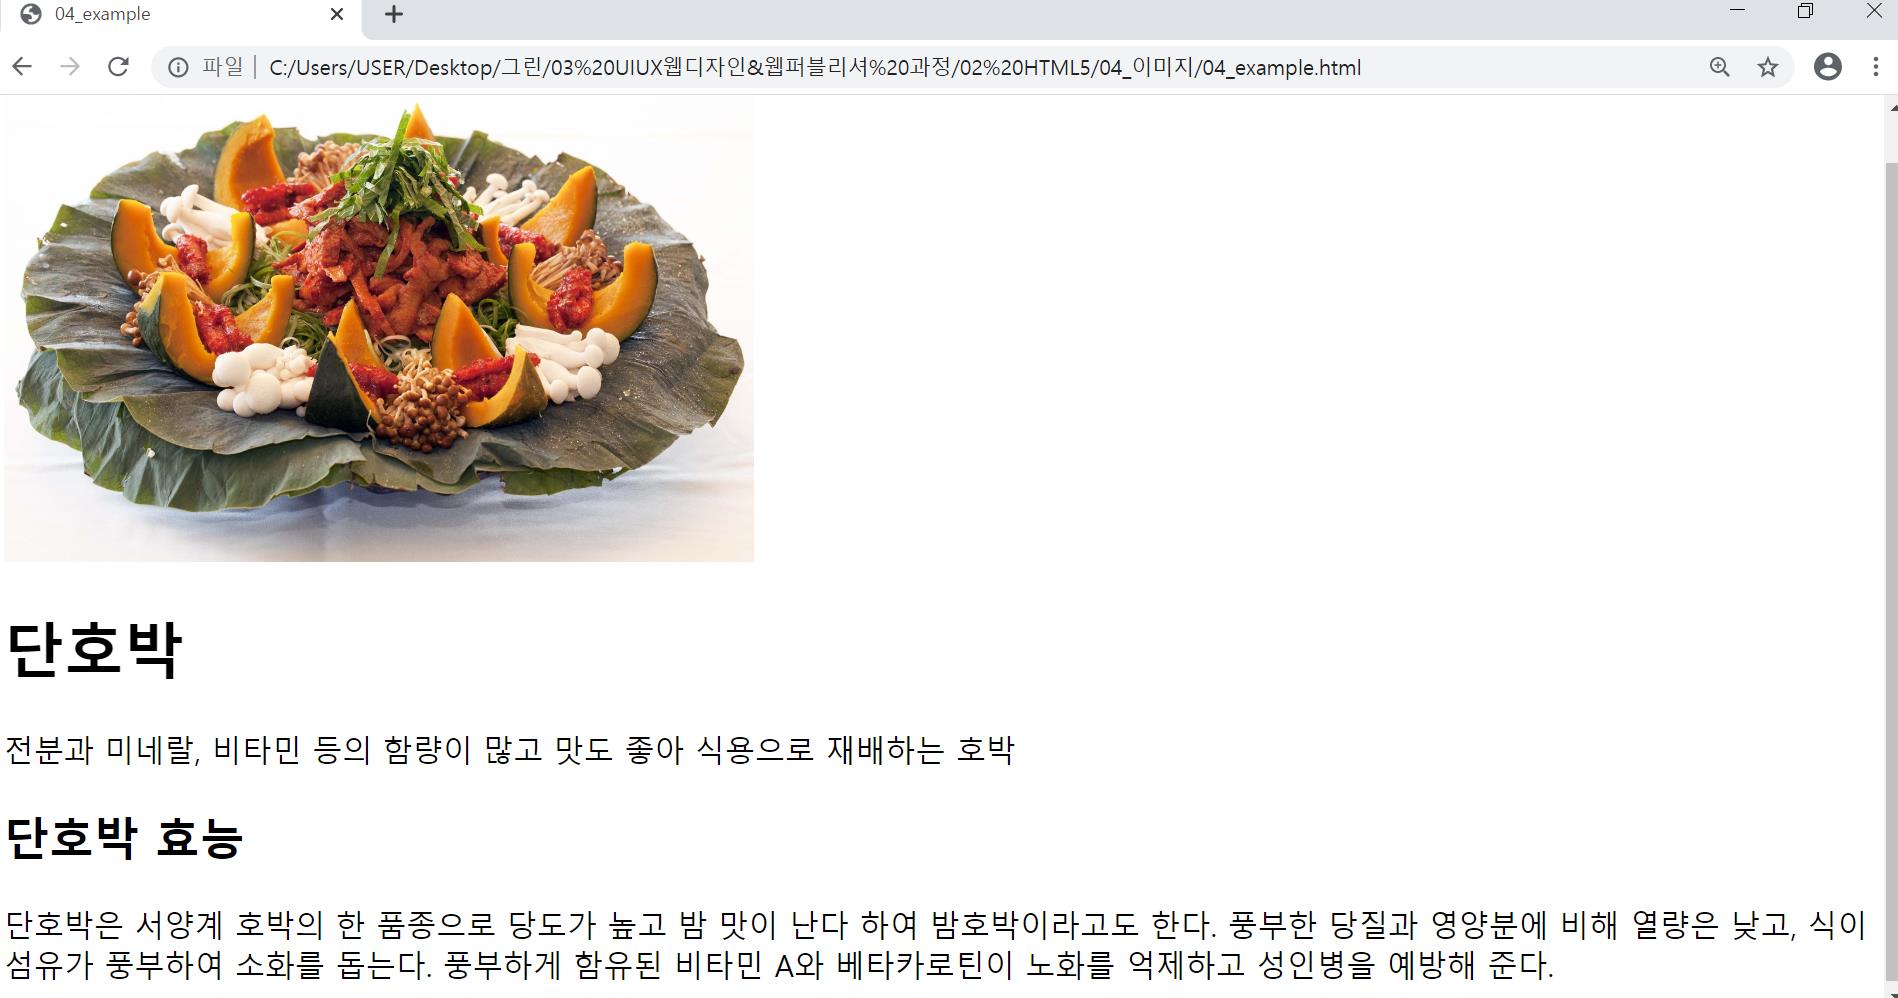 04_example
파일 C:/Users/USER/Desktop/그린/03%20UIUX웹디자인&웹퍼블리셔%20과정/02%20HTML5/04_이미지/04_example.html
단호박
전분과 미네랄, 비타민 등의 함량이 많고 맛도 좋아 식용으로 재배하는 호박
단호박 효능
단호박은 서양계 호박의 한 품종으로 당도가 높고 밤 맛이 난다 하여 밤호박이라고도 한다. 풍부한 당질과 영양분에 비해 열량은 낮고, 식이
섬유가 풍부하여 소화를 돕는다. 풍부하게 함유된 비타민 A와 베타카로틴이 노화를 억제하고 성인병을 예방해 준다.